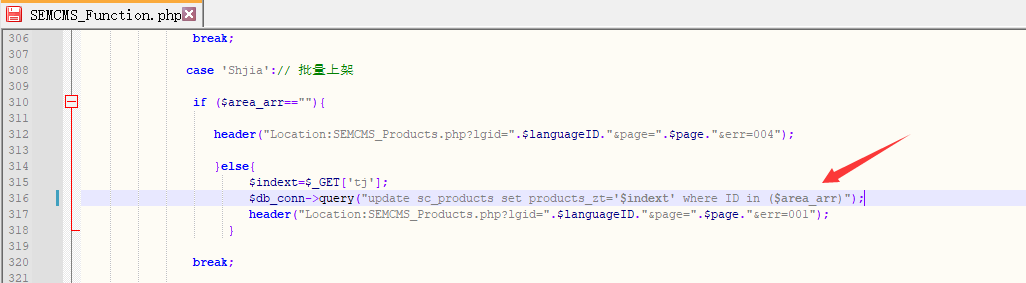 SEMCMS_Function.php
306 break;
307
308 case 'Shjia':// 批量上架
309
310 if ($area_arr==""){
311
312 header("Location:SEMCMS_Products.php?lgid=".$languageID."&page=".$page."&err=004");
313
314 }else{
315 $indext=$_GET['tj'];
316 $db_conn->query("update sc_products set products_zt='$indext' where ID in ($area_arr)");
317 header("Location:SEMCMS_Products.php?lgid=".$languageID."&page=".$page."&err=001");
318 }
319
320 break;
321